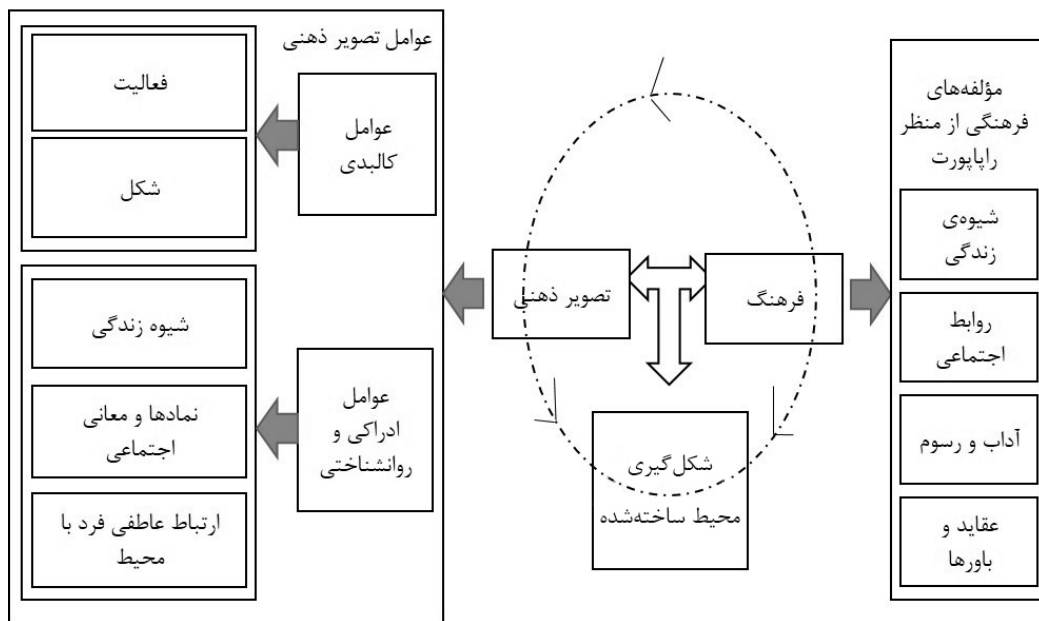 مؤلفه‌های
فرهنگی از منظر
راپاپورت
شیوه‌ی
زندگی
روابط
اجتماعی
آداب و رسوم
عقاید و
باورها
فرهنگ
تصویر ذهنی
شکل‌گیری
محیط ساخته‌شده
عوامل تصویر ذهنی
عوامل
کالبدی
فعالیت
شکل
عوامل
ادراکی و
روانشناختی
شیوه زندگی
نمادها و معانی
اجتماعی
ارتباط عاطفی فرد با
محیط